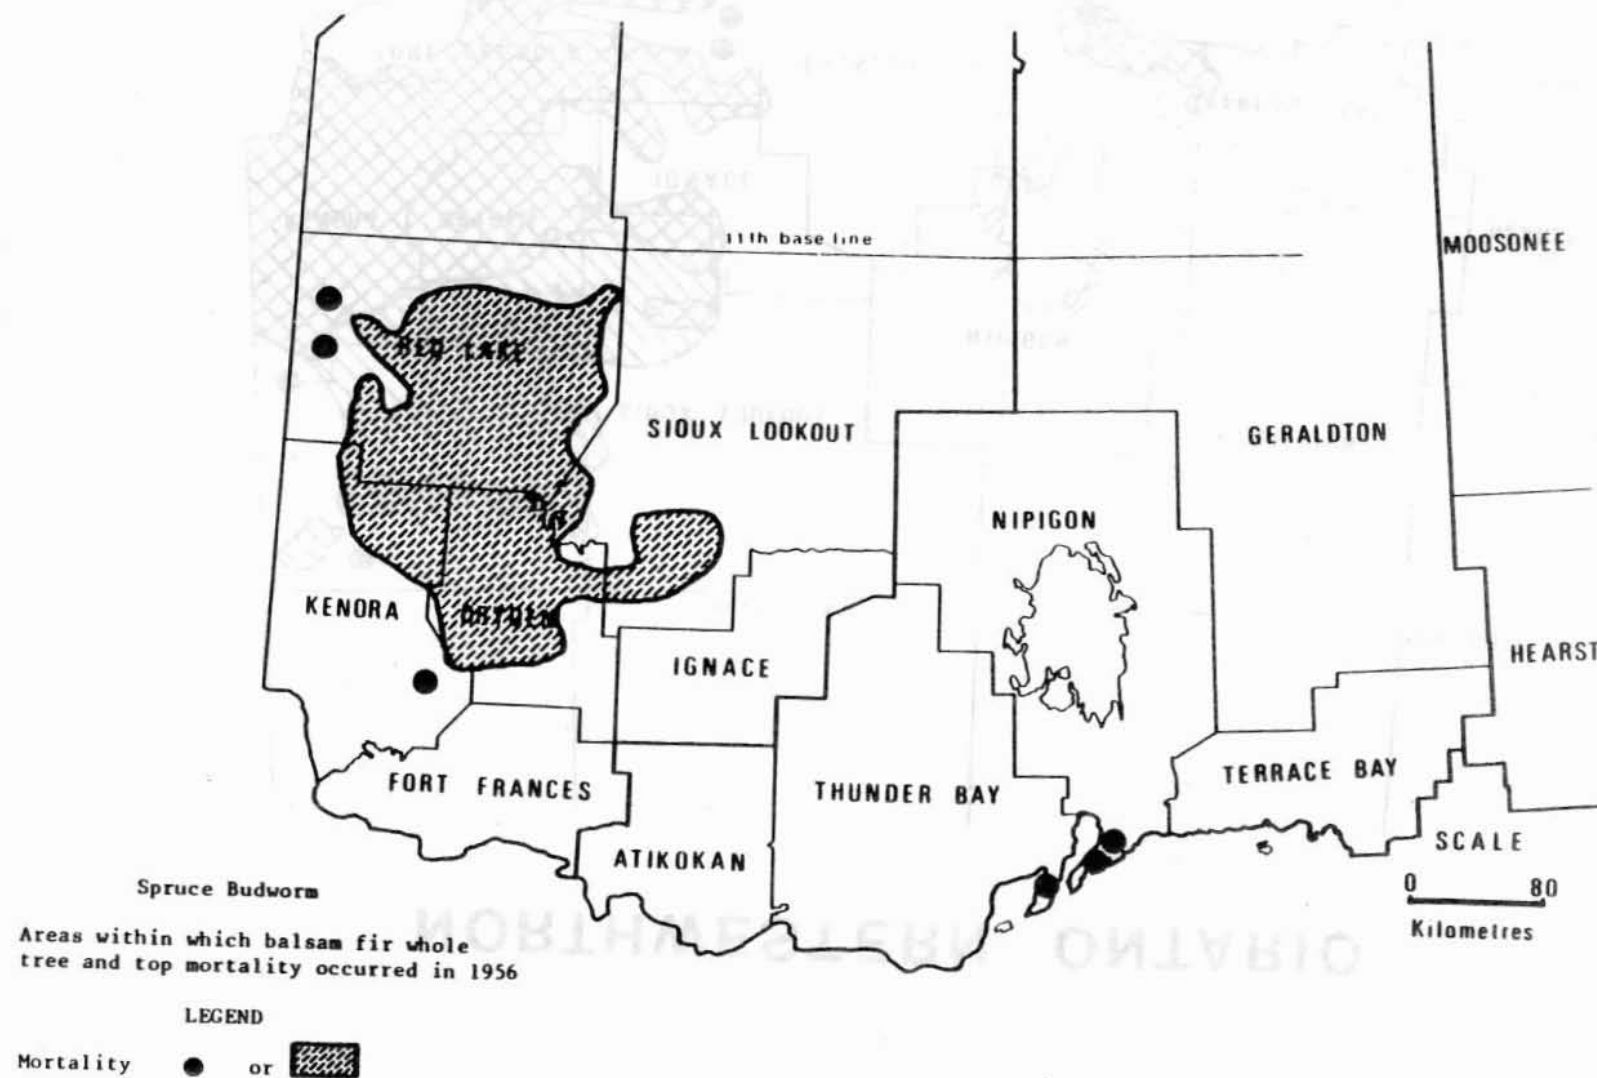 11th base line
MOOSONEE
RED LAKE
SIOUX LOOKOUT
GERALDTON
NIPIGON
KENORA
DRYDEN
IGNACE
HEARST
FORT FRANCES
THUNDER BAY
TERRACE BAY
ATIKOKAN
SCALE
0 80
Kilometres
Spruce Budworm
Areas within which balsam fir whole
tree and top mortality occurred in 1956
LEGEND
Mortality or
NORTHWESTERN ONTARIO